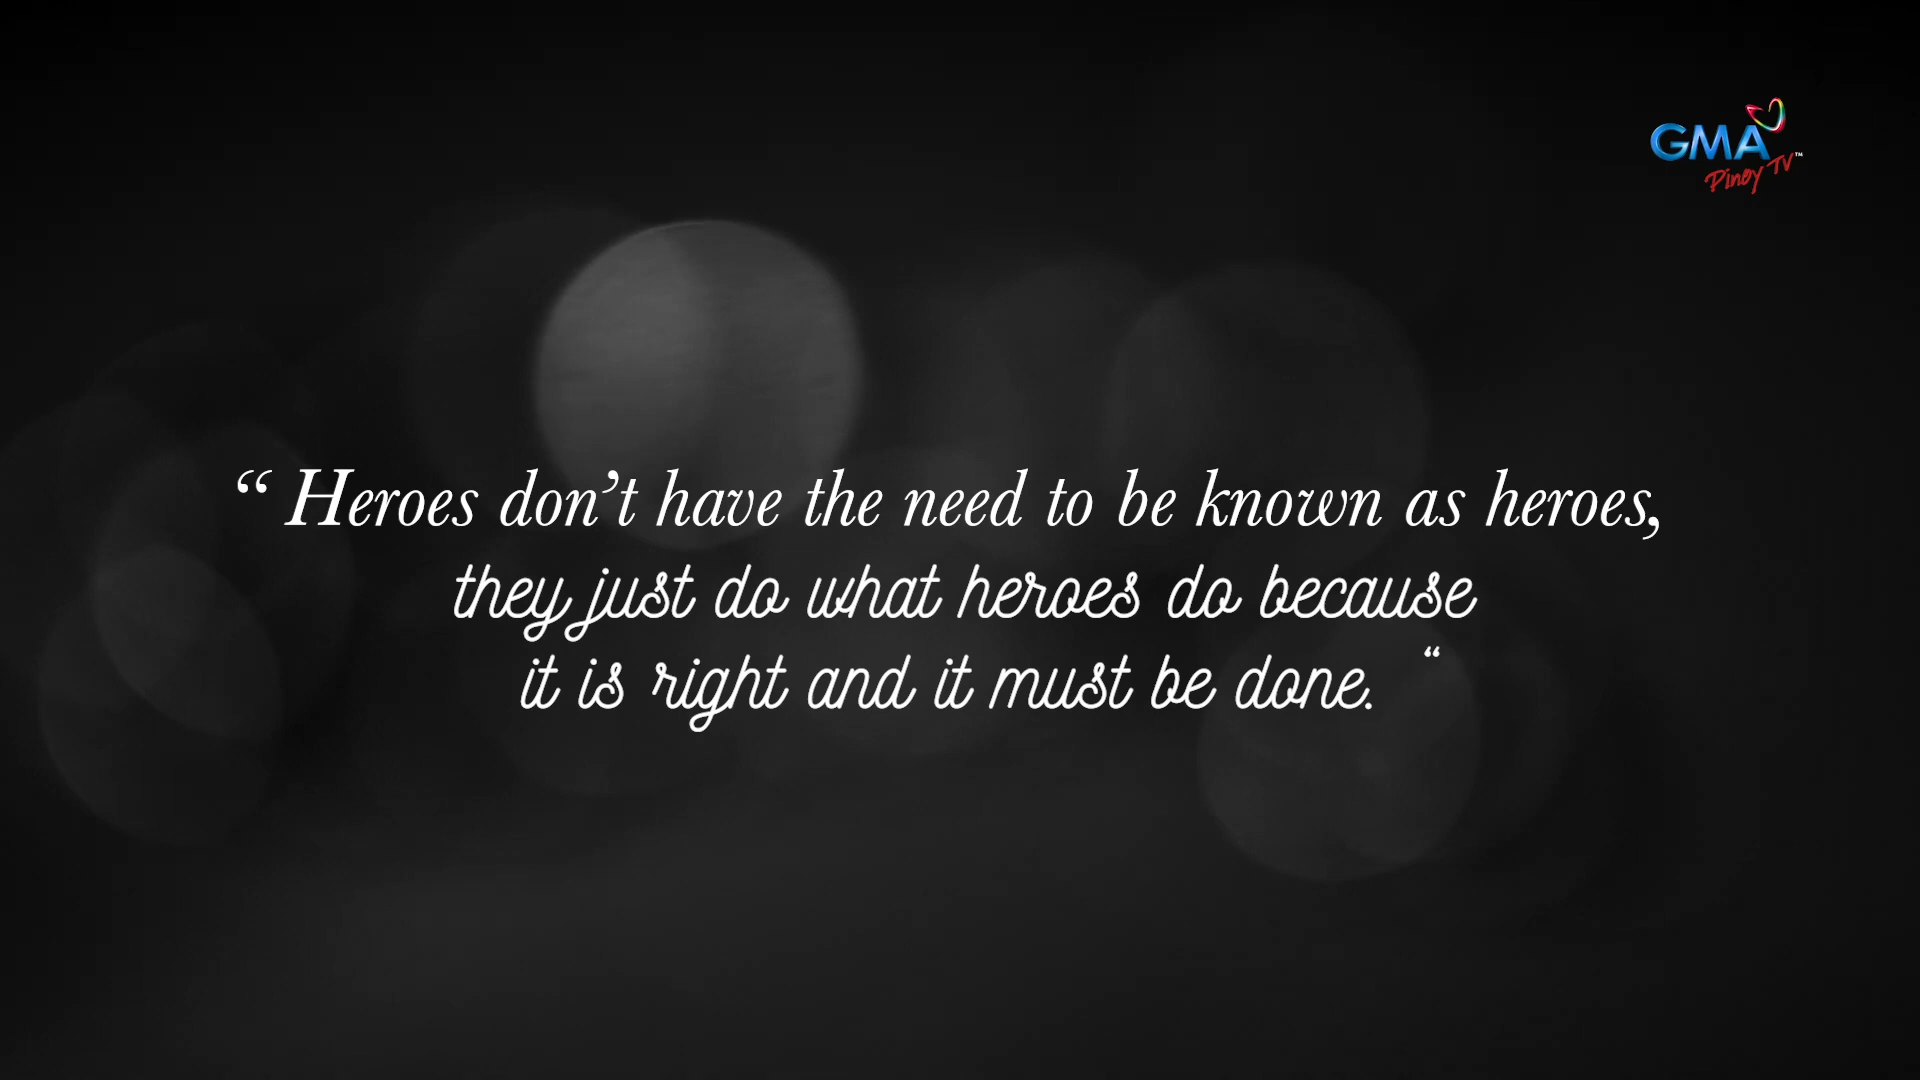 GMA
Pinoy TV™
“ Heroes don’t have the need to be known as heroes,
they just do what heroes do because
it is right and it must be done. “